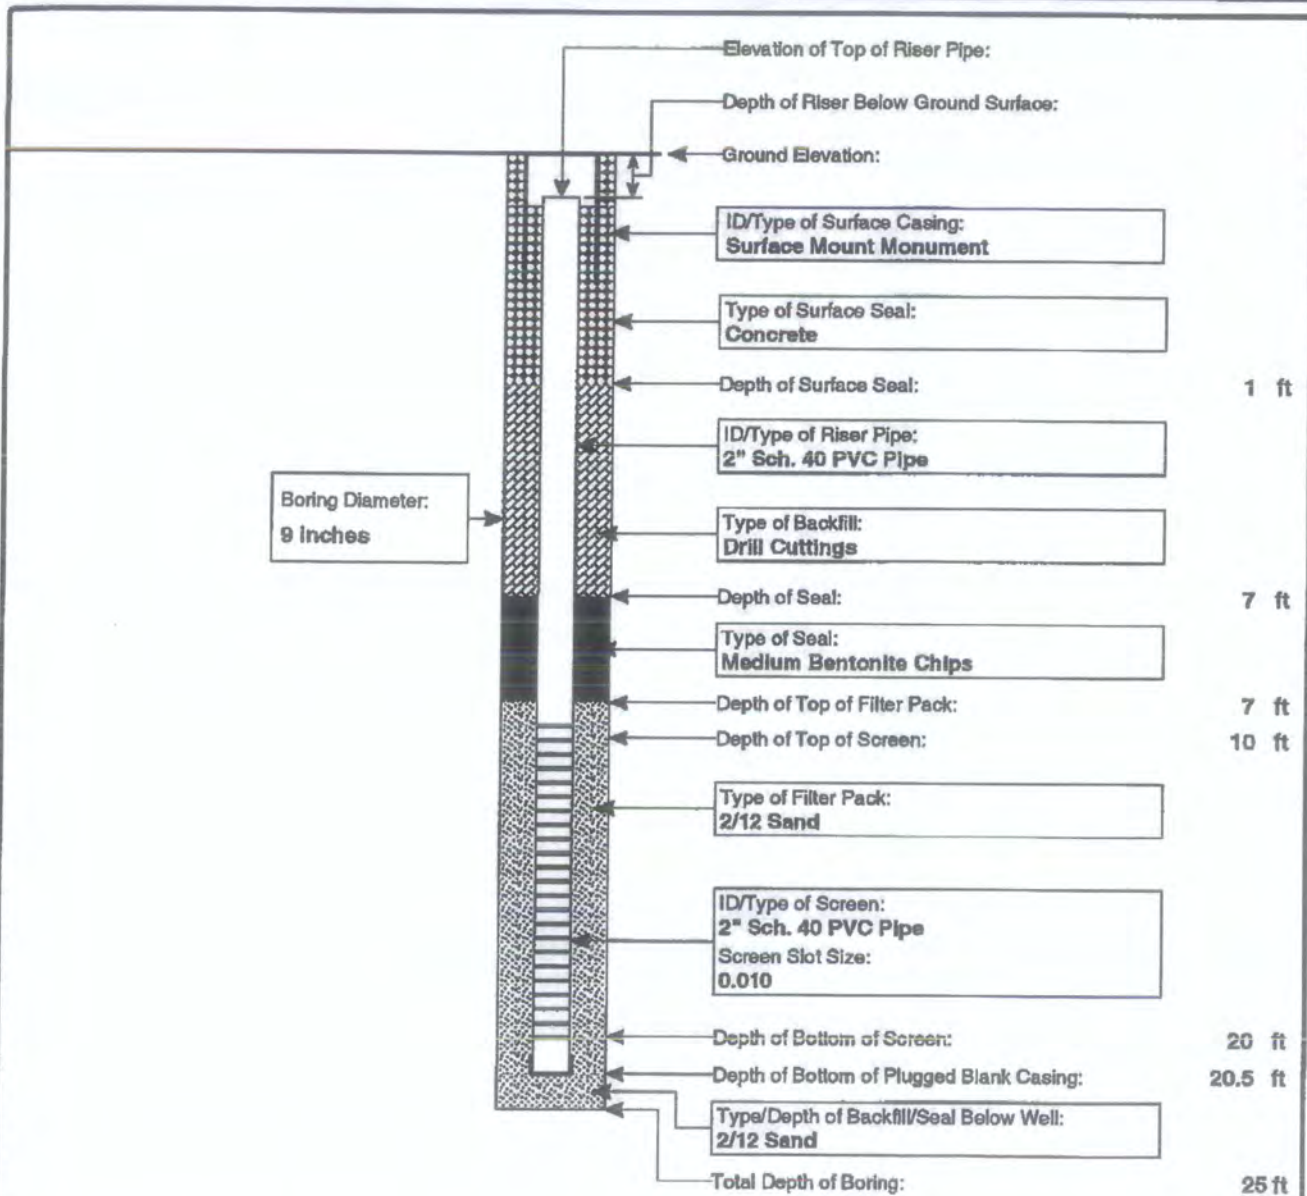 Elevation of Top of Riser Pipe:
Depth of Riser Below Ground Surface:
Ground Elevation:
ID/Type of Surface Casing:
Surface Mount Monument
Type of Surface Seal:
Concrete
Depth of Surface Seal: 1 ft
ID/Type of Riser Pipe:
2" Sch. 40 PVC Pipe
Boring Diameter:
9 inches
Type of Backfill:
Drill Cuttings
Depth of Seal: 7 ft
Type of Seal:
Medium Bentonite Chips
Depth of Top of Filter Pack: 7 ft
Depth of Top of Screen: 10 ft
Type of Filter Pack:
2/12 Sand
ID/Type of Screen:
2" Sch. 40 PVC Pipe
Screen Slot Size:
0.010
Depth of Bottom of Screen: 20 ft
Depth of Bottom of Plugged Blank Casing: 20.5 ft
Type/Depth of Backfill/Seal Below Well:
2/12 Sand
Total Depth of Boring: 25 ft